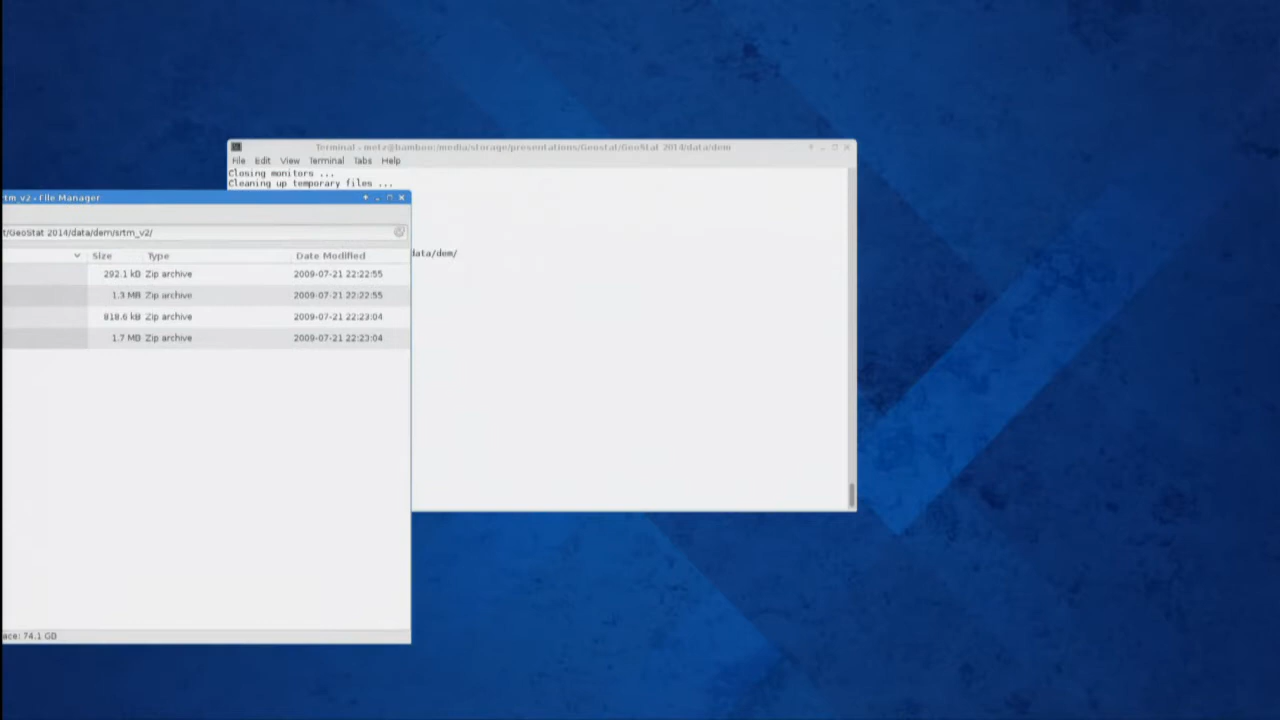 Terminal - metz@bamboo:/media/storage/presentations/Geostat/GeoStat 2014/data/dem
File Edit View Terminal Tabs Help
Closing monitors ...
Cleaning up temporary files ...
rtm_v2 - File Manager
t/GeoStat 2014/data/dem/srtm_v2/
data/dem/
Size Type Date Modified
292.1 kB Zip archive 2009-07-21 22:22:55
1.3 MB Zip archive 2009-07-21 22:22:55
818.6 kB Zip archive 2009-07-21 22:23:04
1.7 MB Zip archive 2009-07-21 22:23:04
ace: 74.1 GB